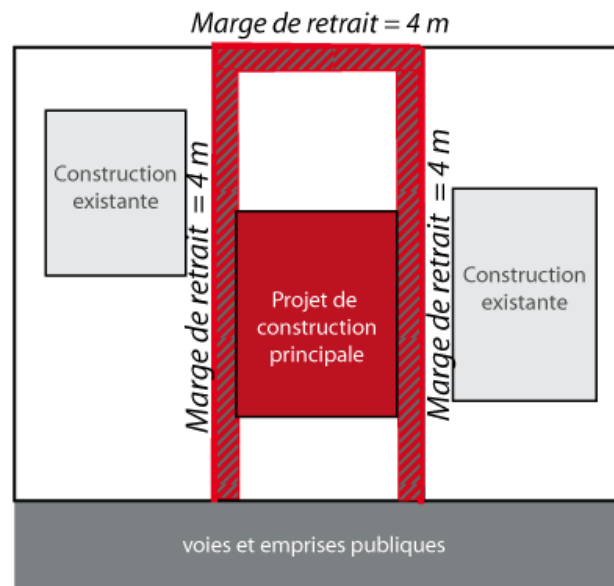 Marge de retrait = 4 m
Construction
existante
Marge de retrait = 4 m
Projet de
construction
principale
Marge de retrait = 4 m
Construction
existante
voies et emprises publiques